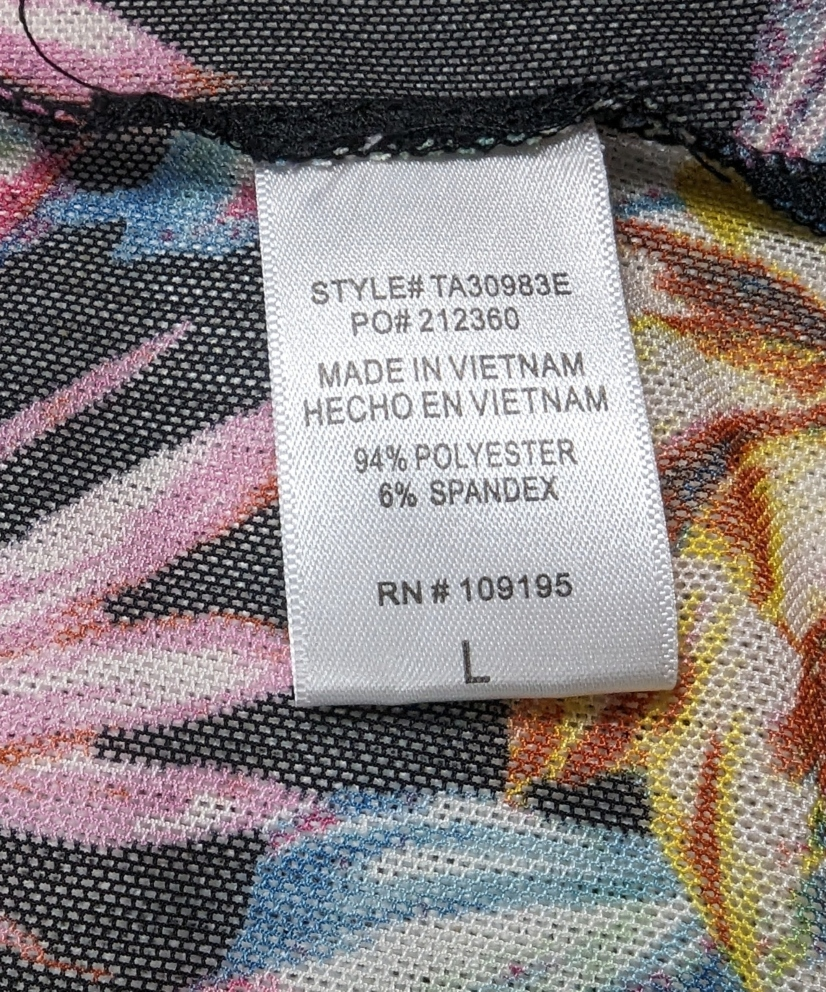 STYLE# TA30983E
PO# 212360
MADE IN VIETNAM
HECHO EN VIETNAM
94% POLYESTER
6% SPANDEX
RN # 109195
L